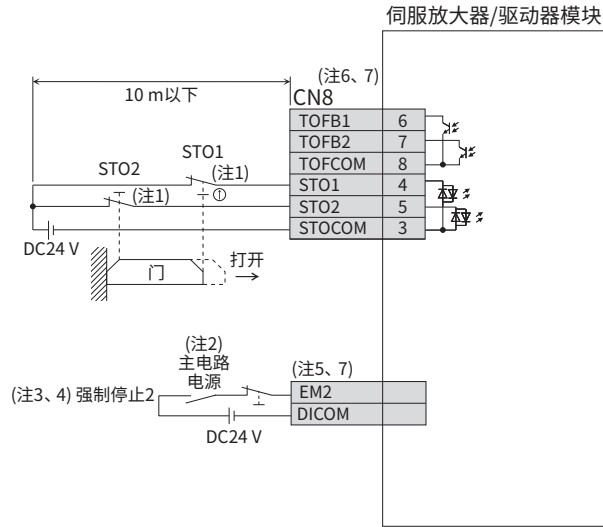 伺服放大器/驱动器模块
(注6、7)
10 m以下
CN8
TOFB1 6
TOFB2 7
TOFCOM 8
STO1 4
STO2 5
STOCOM 3
STO1
(注1)
STO2
(注1)
DC24 V
门
打开
(注2)
主电路
电源
(注5、7)
(注3、4) 强制停止2
EM2
DICOM
DC24 V